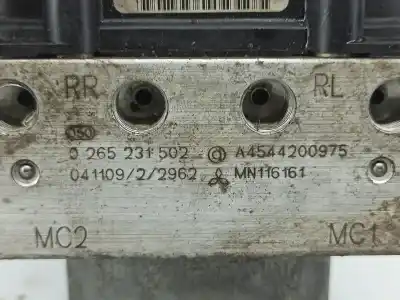 RR RL
0 265 231 502 A4544200975
041109/2/2962 MN116161
MC2 MC1